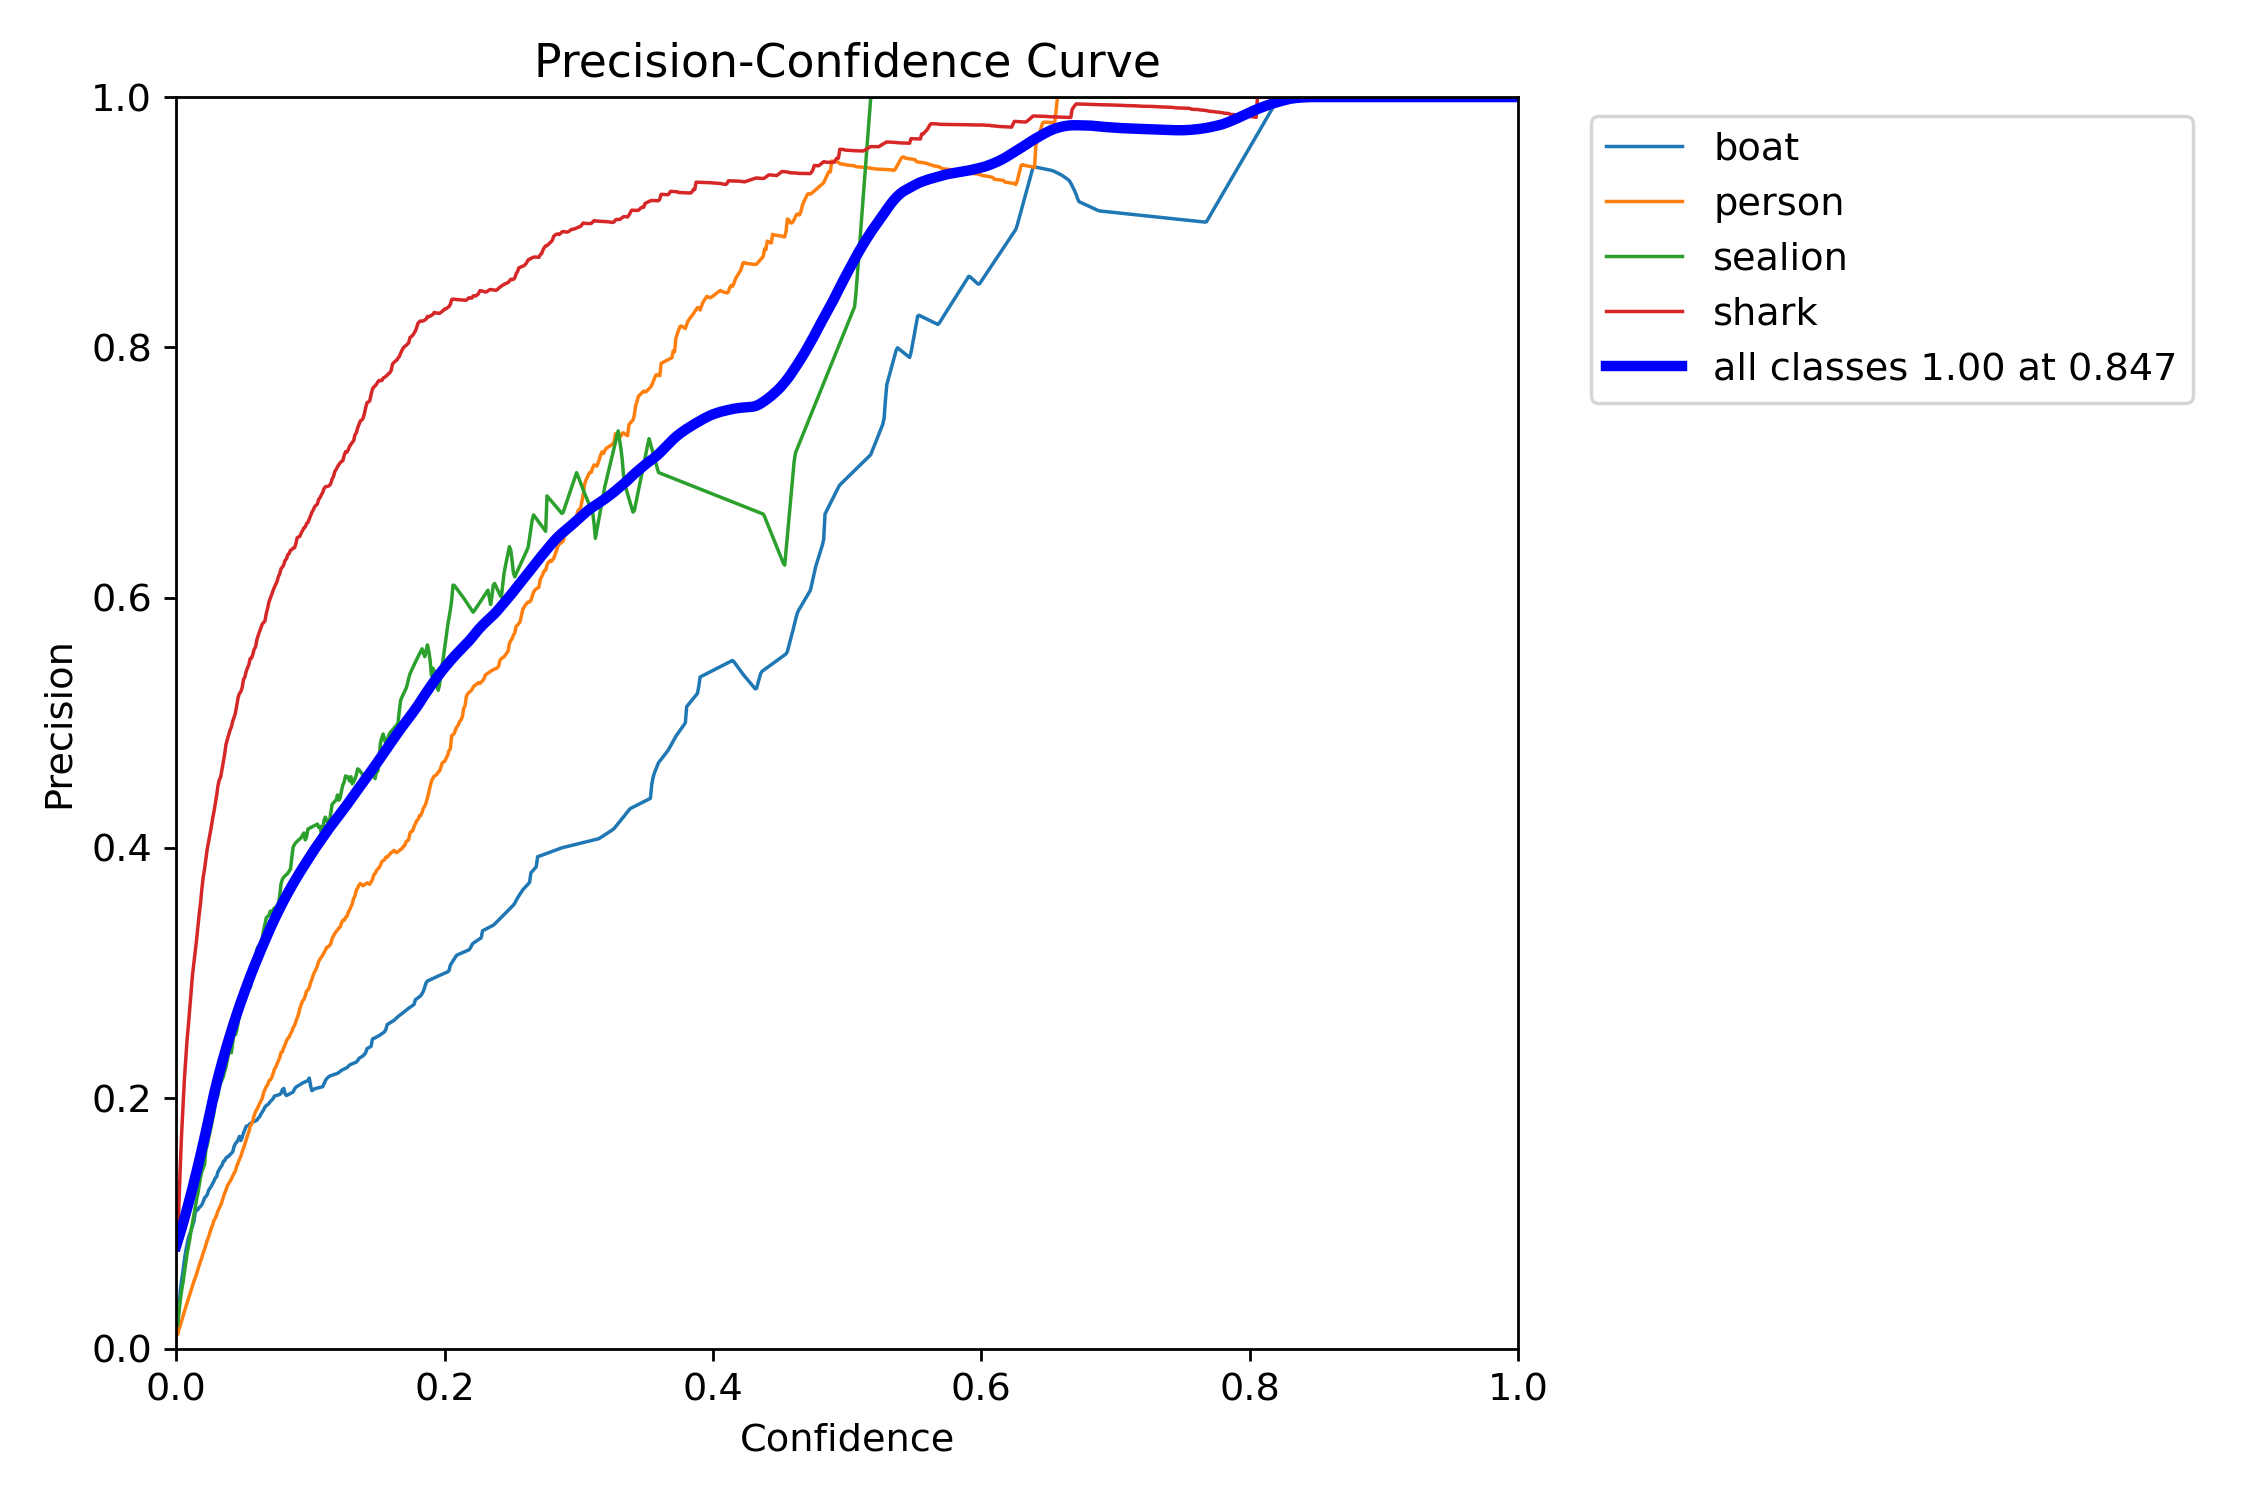 Precision-Confidence Curve
1.0
0.8
0.6
0.4
0.2
0.0
Precision
0.0 0.2 0.4 0.6 0.8 1.0
Confidence
boat
person
sealion
shark
all classes 1.00 at 0.847